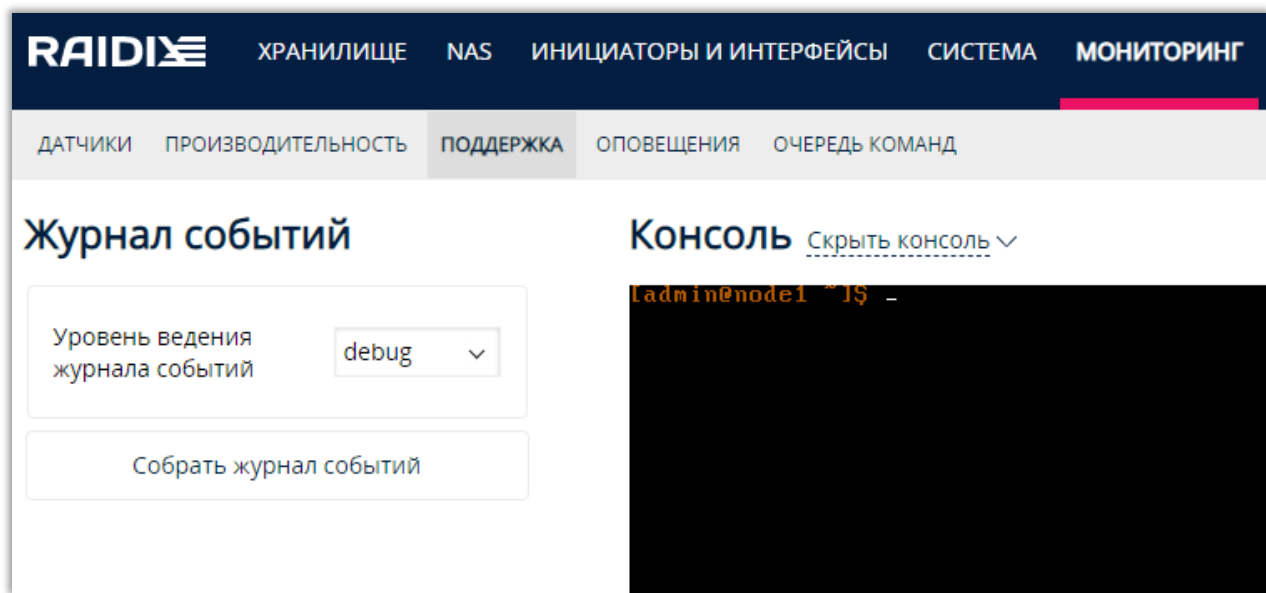 RAIDIX ХРАНИЛИЩЕ NAS ИНИЦИАТОРЫ И ИНТЕРФЕЙСЫ СИСТЕМА МОНИТОРИНГ
ДАТЧИКИ ПРОИЗВОДИТЕЛЬНОСТЬ ПОДДЕРЖКА ОПОВЕЩЕНИЯ ОЧЕРЕДЬ КОМАНД
Журнал событий
Уровень ведения
журнала событий
debug
Собрать журнал событий
Консоль Скрыть консоль
[admin@node1 ~]$ _